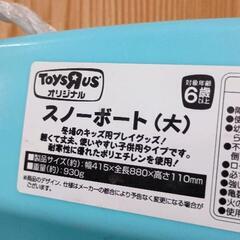 TOYSЯUS
オリジナル
対象年齢
6歳以上
スノーボート(大)
冬場のキッズ用プレイグッズ!
軽くて丈夫、使いやすい子供用タイプです。
耐寒性に優れたポリエチレンを使用!
■製品サイズ(約):幅415×全長880×高さ110mm
■重量(約):930g
※デザイン、仕様はメーカーの都合により予告なく変更になる場合